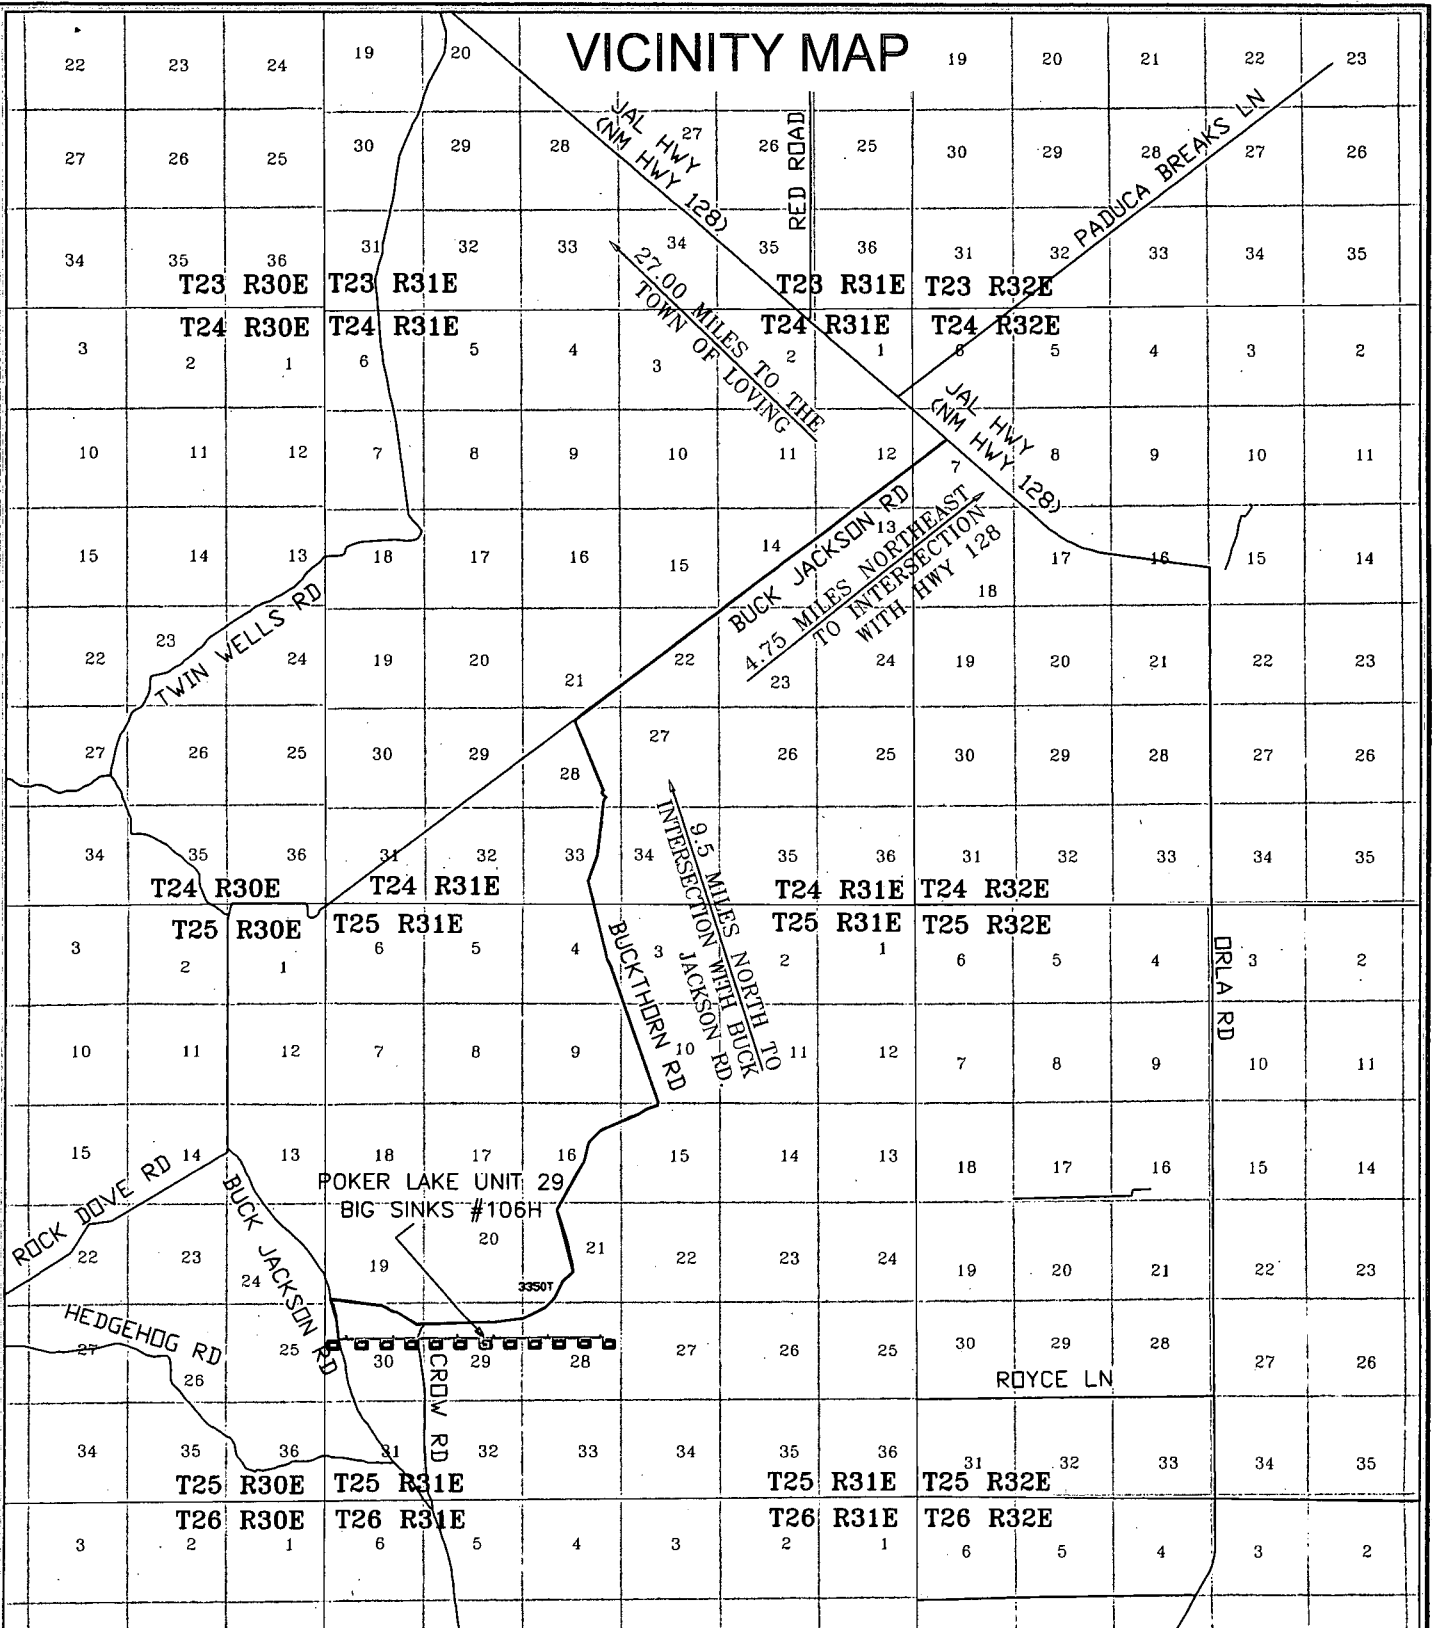 VICINITY MAP
22 23 24 19 20 19 20 21 22 23
JAL HWY
(NM HWY 128)
RED ROAD
PADUCA BREAKS LN
27 26 25 30 29 28 27 26 25 30 29 28 27 26
34 35 36 31 32 33 34 35 36 31 32 33 34 35
T23 R30E T23 R31E T23 R31E T23 R32E
27.00 MILES TO THE
TOWN OF LOVING
T24 R30E T24 R31E T24 R31E T24 R32E
3 2 1 6 5 4 3 2 1 6 5 4 3 2
JAL HWY
(NM HWY 128)
10 11 12 7 8 9 10 11 12 7 8 9 10 11
BUCK JACKSON RD
4.75 MILES NORTHEAST
TO INTERSECTION
WITH HWY 128
15 14 13 18 17 16 15 14 13 18 17 16 15 14
TWIN WELLS RD
22 23 24 19 20 21 22 23 24 19 20 21 22 23
27 26 25 30 29 28 27 26 25 30 29 28 27 26
9.5 MILES NORTH TO
INTERSECTION WITH BUCK
JACKSON RD.
34 35 36 31 32 33 34 35 36 31 32 33 34 35
T24 R30E T24 R31E T24 R31E T24 R32E
T25 R30E T25 R31E T25 R31E T25 R32E
3 2 1 6 5 4 3 2 1 6 5 4 3 2
BUCKTHORN RD
ORLA RD
10 11 12 7 8 9 10 11 12 7 8 9 10 11
15 14 13 18 17 16 15 14 13 18 17 16 15 14
ROCK DOVE RD
BUCK JACKSON RD
POKER LAKE UNIT 29
BIG SINKS #106H
22 23 24 19 20 21 22 23 24 19 20 21 22 23
3350T
HEDGEHOG RD
27 26 25 30 29 28 27 26 25 30 29 28 27 26
CROW RD
ROYCE LN
34 35 36 31 32 33 34 35 36 31 32 33 34 35
T25 R30E T25 R31E T25 R31E T25 R32E
T26 R30E T26 R31E T26 R31E T26 R32E
3 2 1 6 5 4 3 2 1 6 5 4 3 2